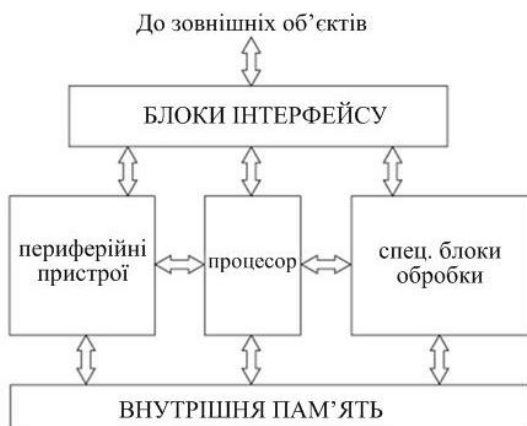 До зовнішніх об’єктів
БЛОКИ ІНТЕРФЕЙСУ
периферійні
пристрої
процесор
спец. блоки
обробки
ВНУТРІШНЯ ПАМ’ЯТЬ